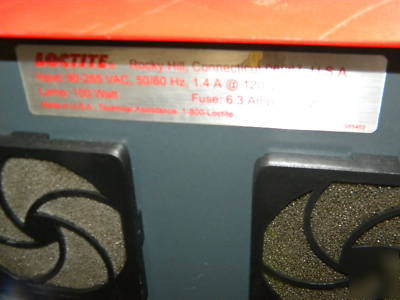 LOCTITE® Rocky Hill, Connecticut U.S.A.
Input: 90-265 VAC, 50/60 Hz, 1.4 A @ 120
Lamp: 100 Watt Fuse: 6.3 Amp
Made in U.S.A. Technical Assistance 1-800-Loctite